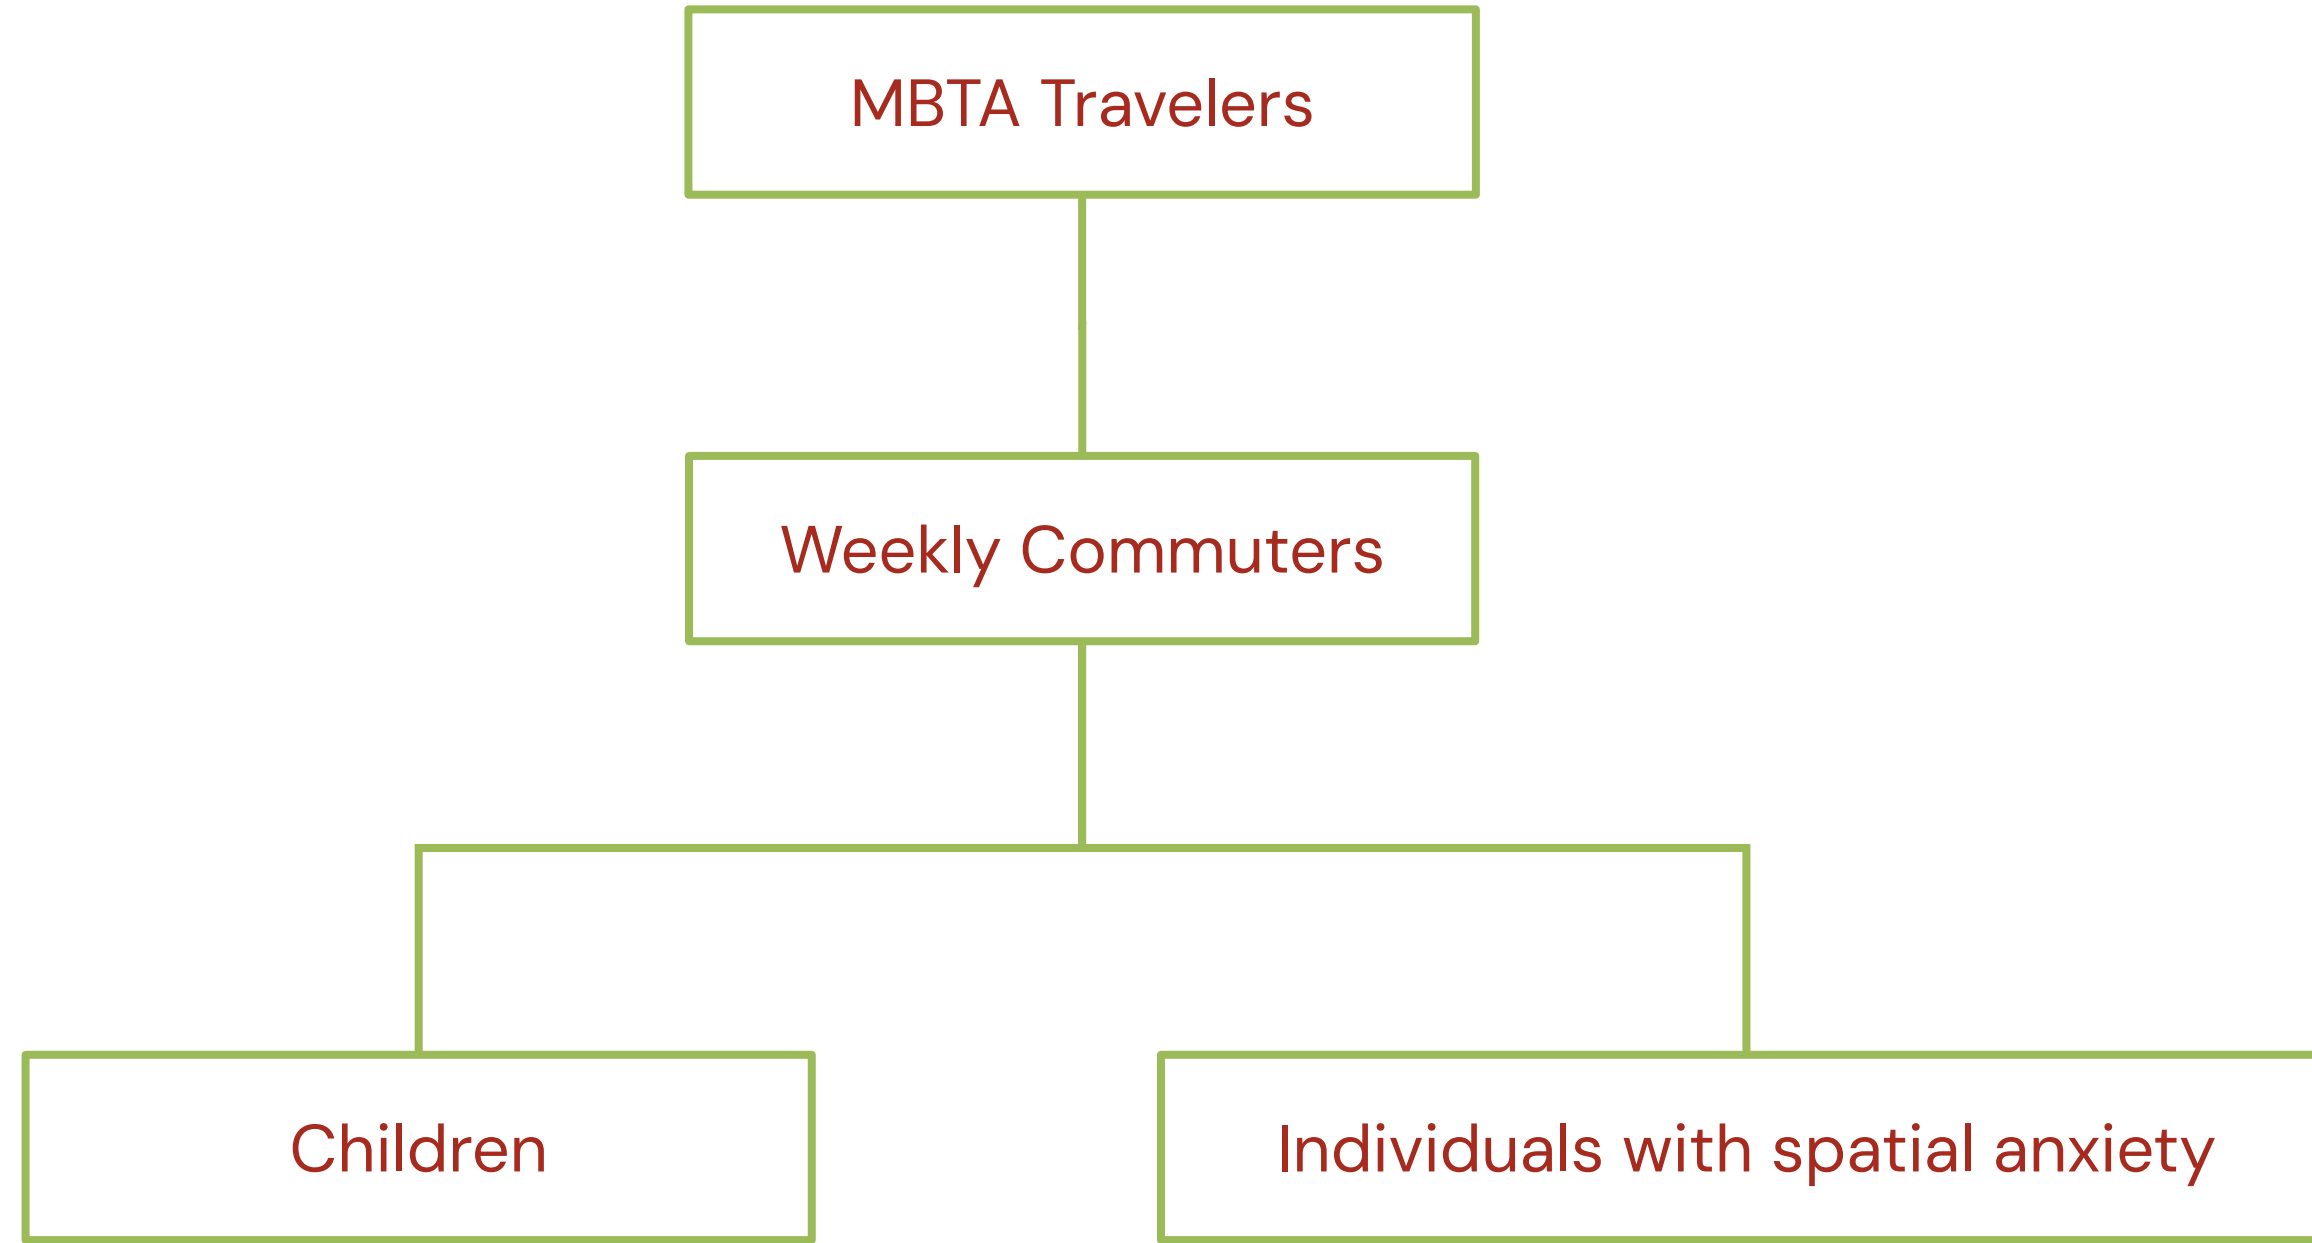 MBTA Travelers
Weekly Commuters
Children
Individuals with spatial anxiety